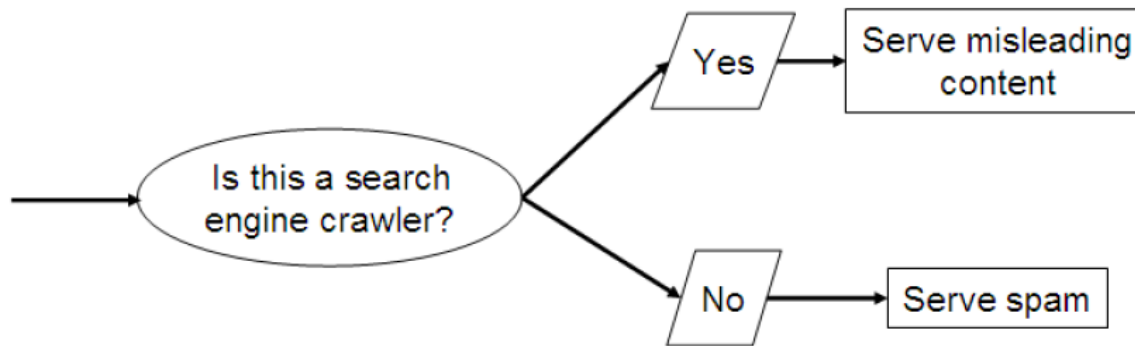 Is this a search
engine crawler?
Yes
Serve misleading
content
No
Serve spam